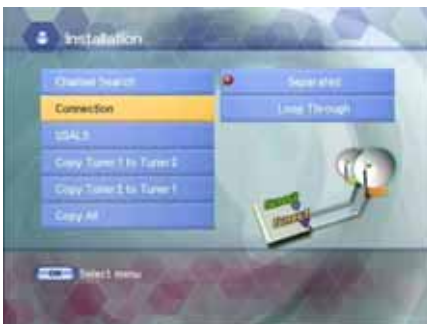 Installation
Channel Search
Connection
USALS
Copy Tuner 1 to Tuner 2
Copy Tuner 2 to Tuner 1
Copy All
Separated
Loop Through
OK Select menu